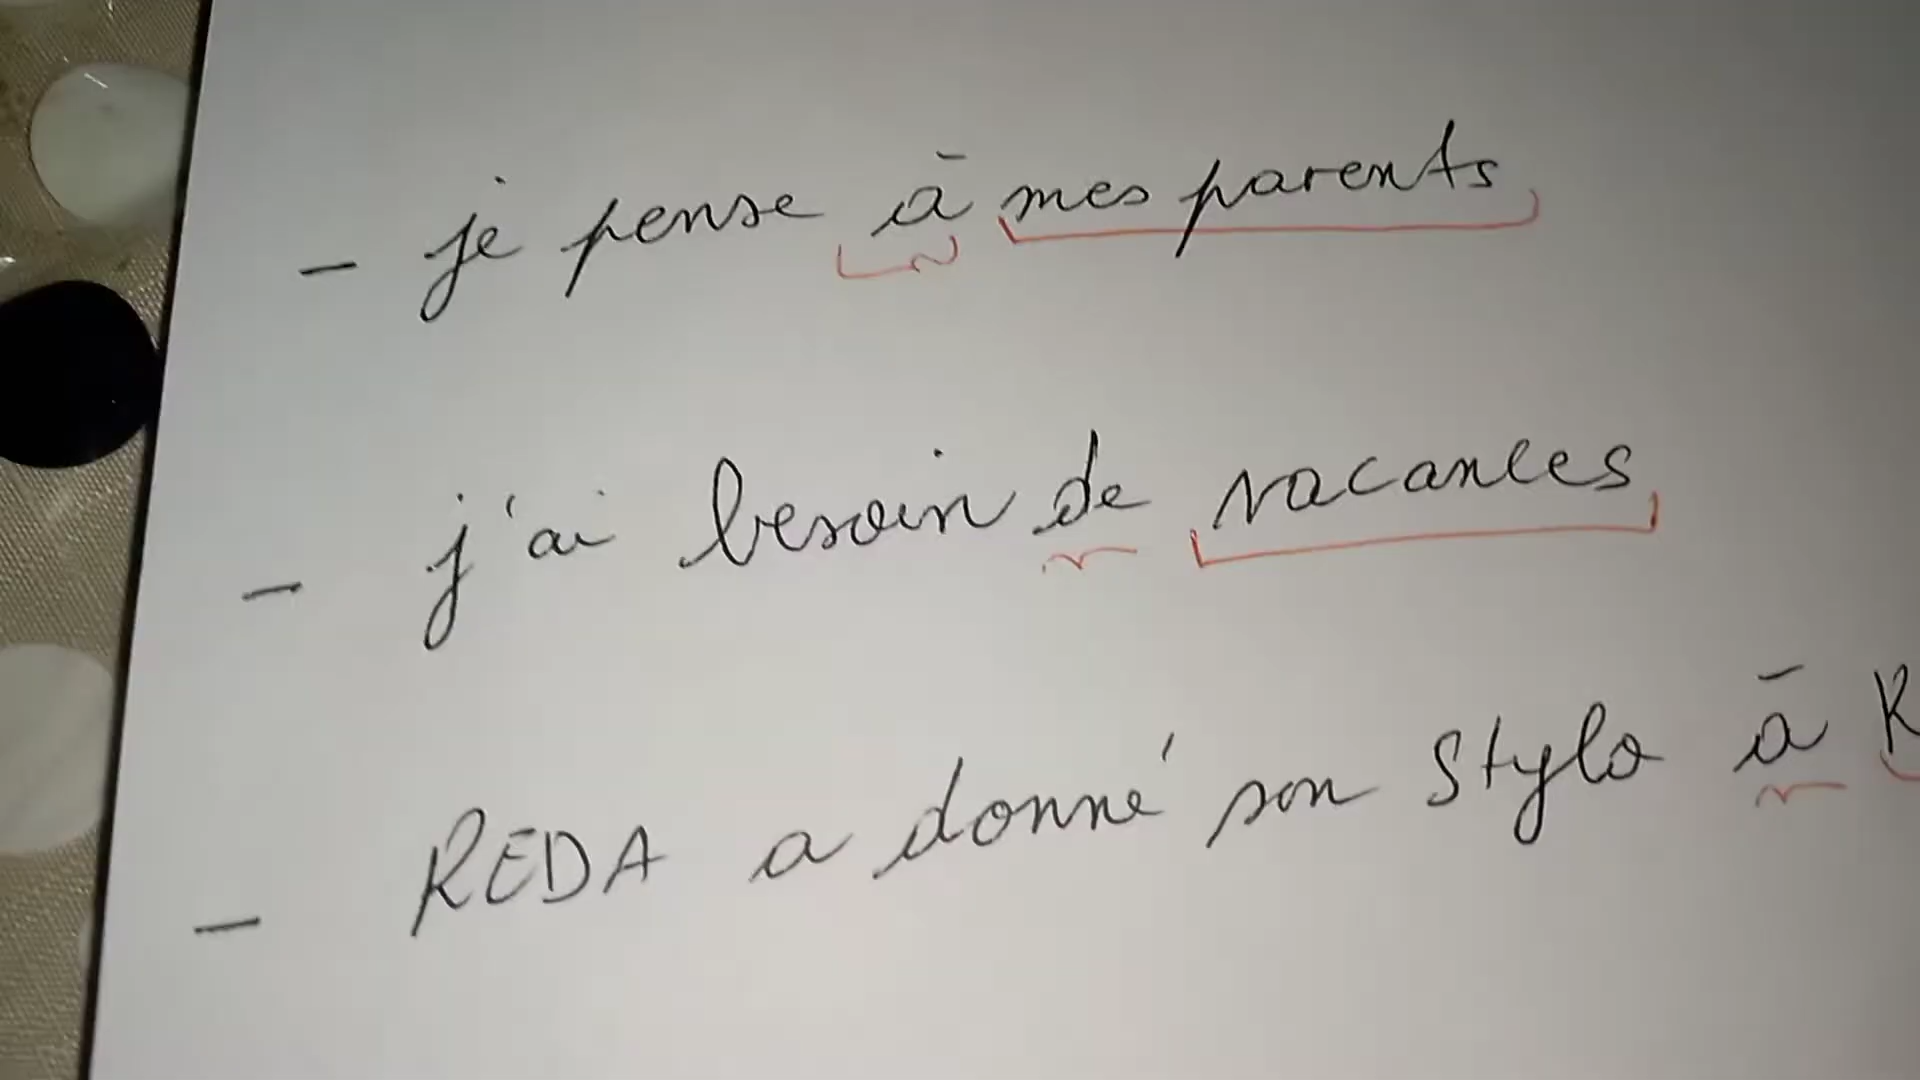 - je pense à mes parents
- j'ai besoin de vacances
- REDA a donné son stylo à